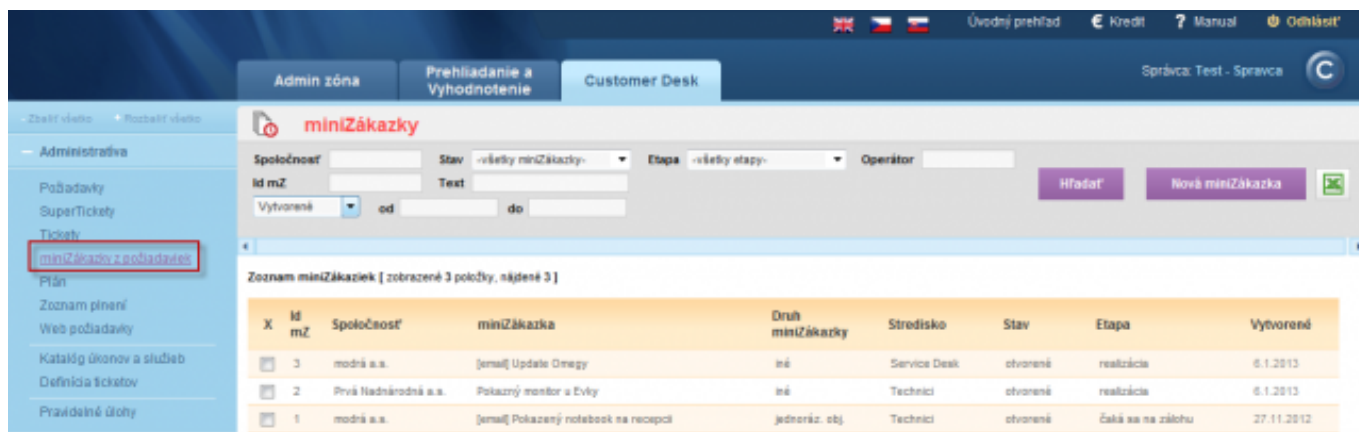 Úvodný prehľad € Kredit ? Manual Odhlásiť
Admin zóna Prehliadanie a Vyhodnotenie Customer Desk Správca: Test - Spravca
- Zbaliť všetko + Rozbaliť všetko
miniZákazky
Administratíva
Spoločnosť Stav -všetky miniZákazky- Etapa -všetky etapy- Operátor
Id mZ Text Hľadať Nová miniZákazka
Vytvorené od do
Požiadavky
SuperTickety
Tickety
miniZákazky z požiadaviek
Plán
Zoznam plnení
Web požiadavky
Katalóg úkonov a služieb
Definícia ticketov
Pravidelné úlohy
Zoznam miniZákaziek [ zobrazené 3 položky, nájdené 3 ]
X Id mZ Spoločnosť miniZákazka Druh miniZákazky Stredisko Stav Etapa Vytvorené
3 modrá a.s. [email] Update Omegy iné Service Desk otvorené realizácia 6.1.2013
2 Prvá Nadnárodná a.s. Pokazný monitor u Evky iné Technici otvorené realizácia 6.1.2013
1 modrá a.s. [email] Pokazený notebook na recepcii jednoráz. obj. Technici otvorené čaká sa na zálohu 27.11.2012